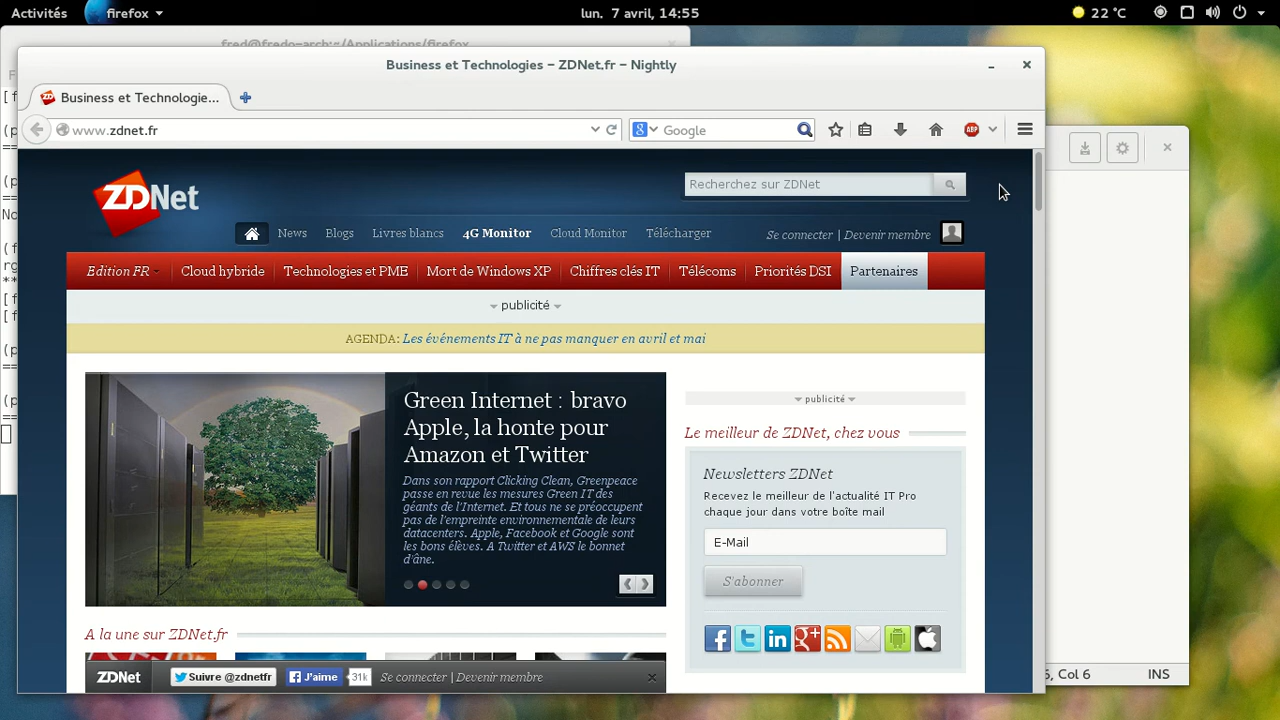 Activités
firefox
lun. 7 avril, 14:55
22 °C
fred@fredo-arch:~/Applications/firefox
Business et Technologies – ZDNet.fr – Nightly
Business et Technologie...
www.zdnet.fr
Google
ABP
ZDNet
Recherchez sur ZDNet
News
Blogs
Livres blancs
4G Monitor
Cloud Monitor
Télécharger
Se connecter | Devenir membre
Edition FR
Cloud hybride
Technologies et PME
Mort de Windows XP
Chiffres clés IT
Télécoms
Priorités DSI
Partenaires
publicité
AGENDA: Les événements IT à ne pas manquer en avril et mai
Green Internet : bravo
Apple, la honte pour
Amazon et Twitter
Dans son rapport Clicking Clean, Greenpeace
passe en revue les mesures Green IT des
géants de l'Internet. Et tous ne se préoccupent
pas de l'empreinte environnementale de leurs
datacenters. Apple, Facebook et Google sont
les bons élèves. A Twitter et AWS le bonnet
d'âne.
publicité
Le meilleur de ZDNet, chez vous
Newsletters ZDNet
Recevez le meilleur de l'actualité IT Pro
chaque jour dans votre boîte mail
E-Mail
S'abonner
A la une sur ZDNet.fr
ZDNet
Suivre @zdnetfr
J'aime
31k
Se connecter | Devenir membre
Col 6
INS